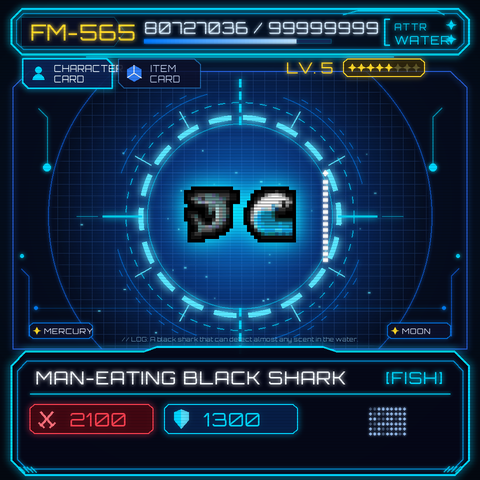 FM-565
80727036 / 99999999
ATTR
WATER
CHARACTER
CARD
ITEM
CARD
LV. 5
MERCURY
MOON
// LOG: A black shark that can detect almost any scent in the water.
MAN-EATING BLACK SHARK
[FISH]
2100
1300